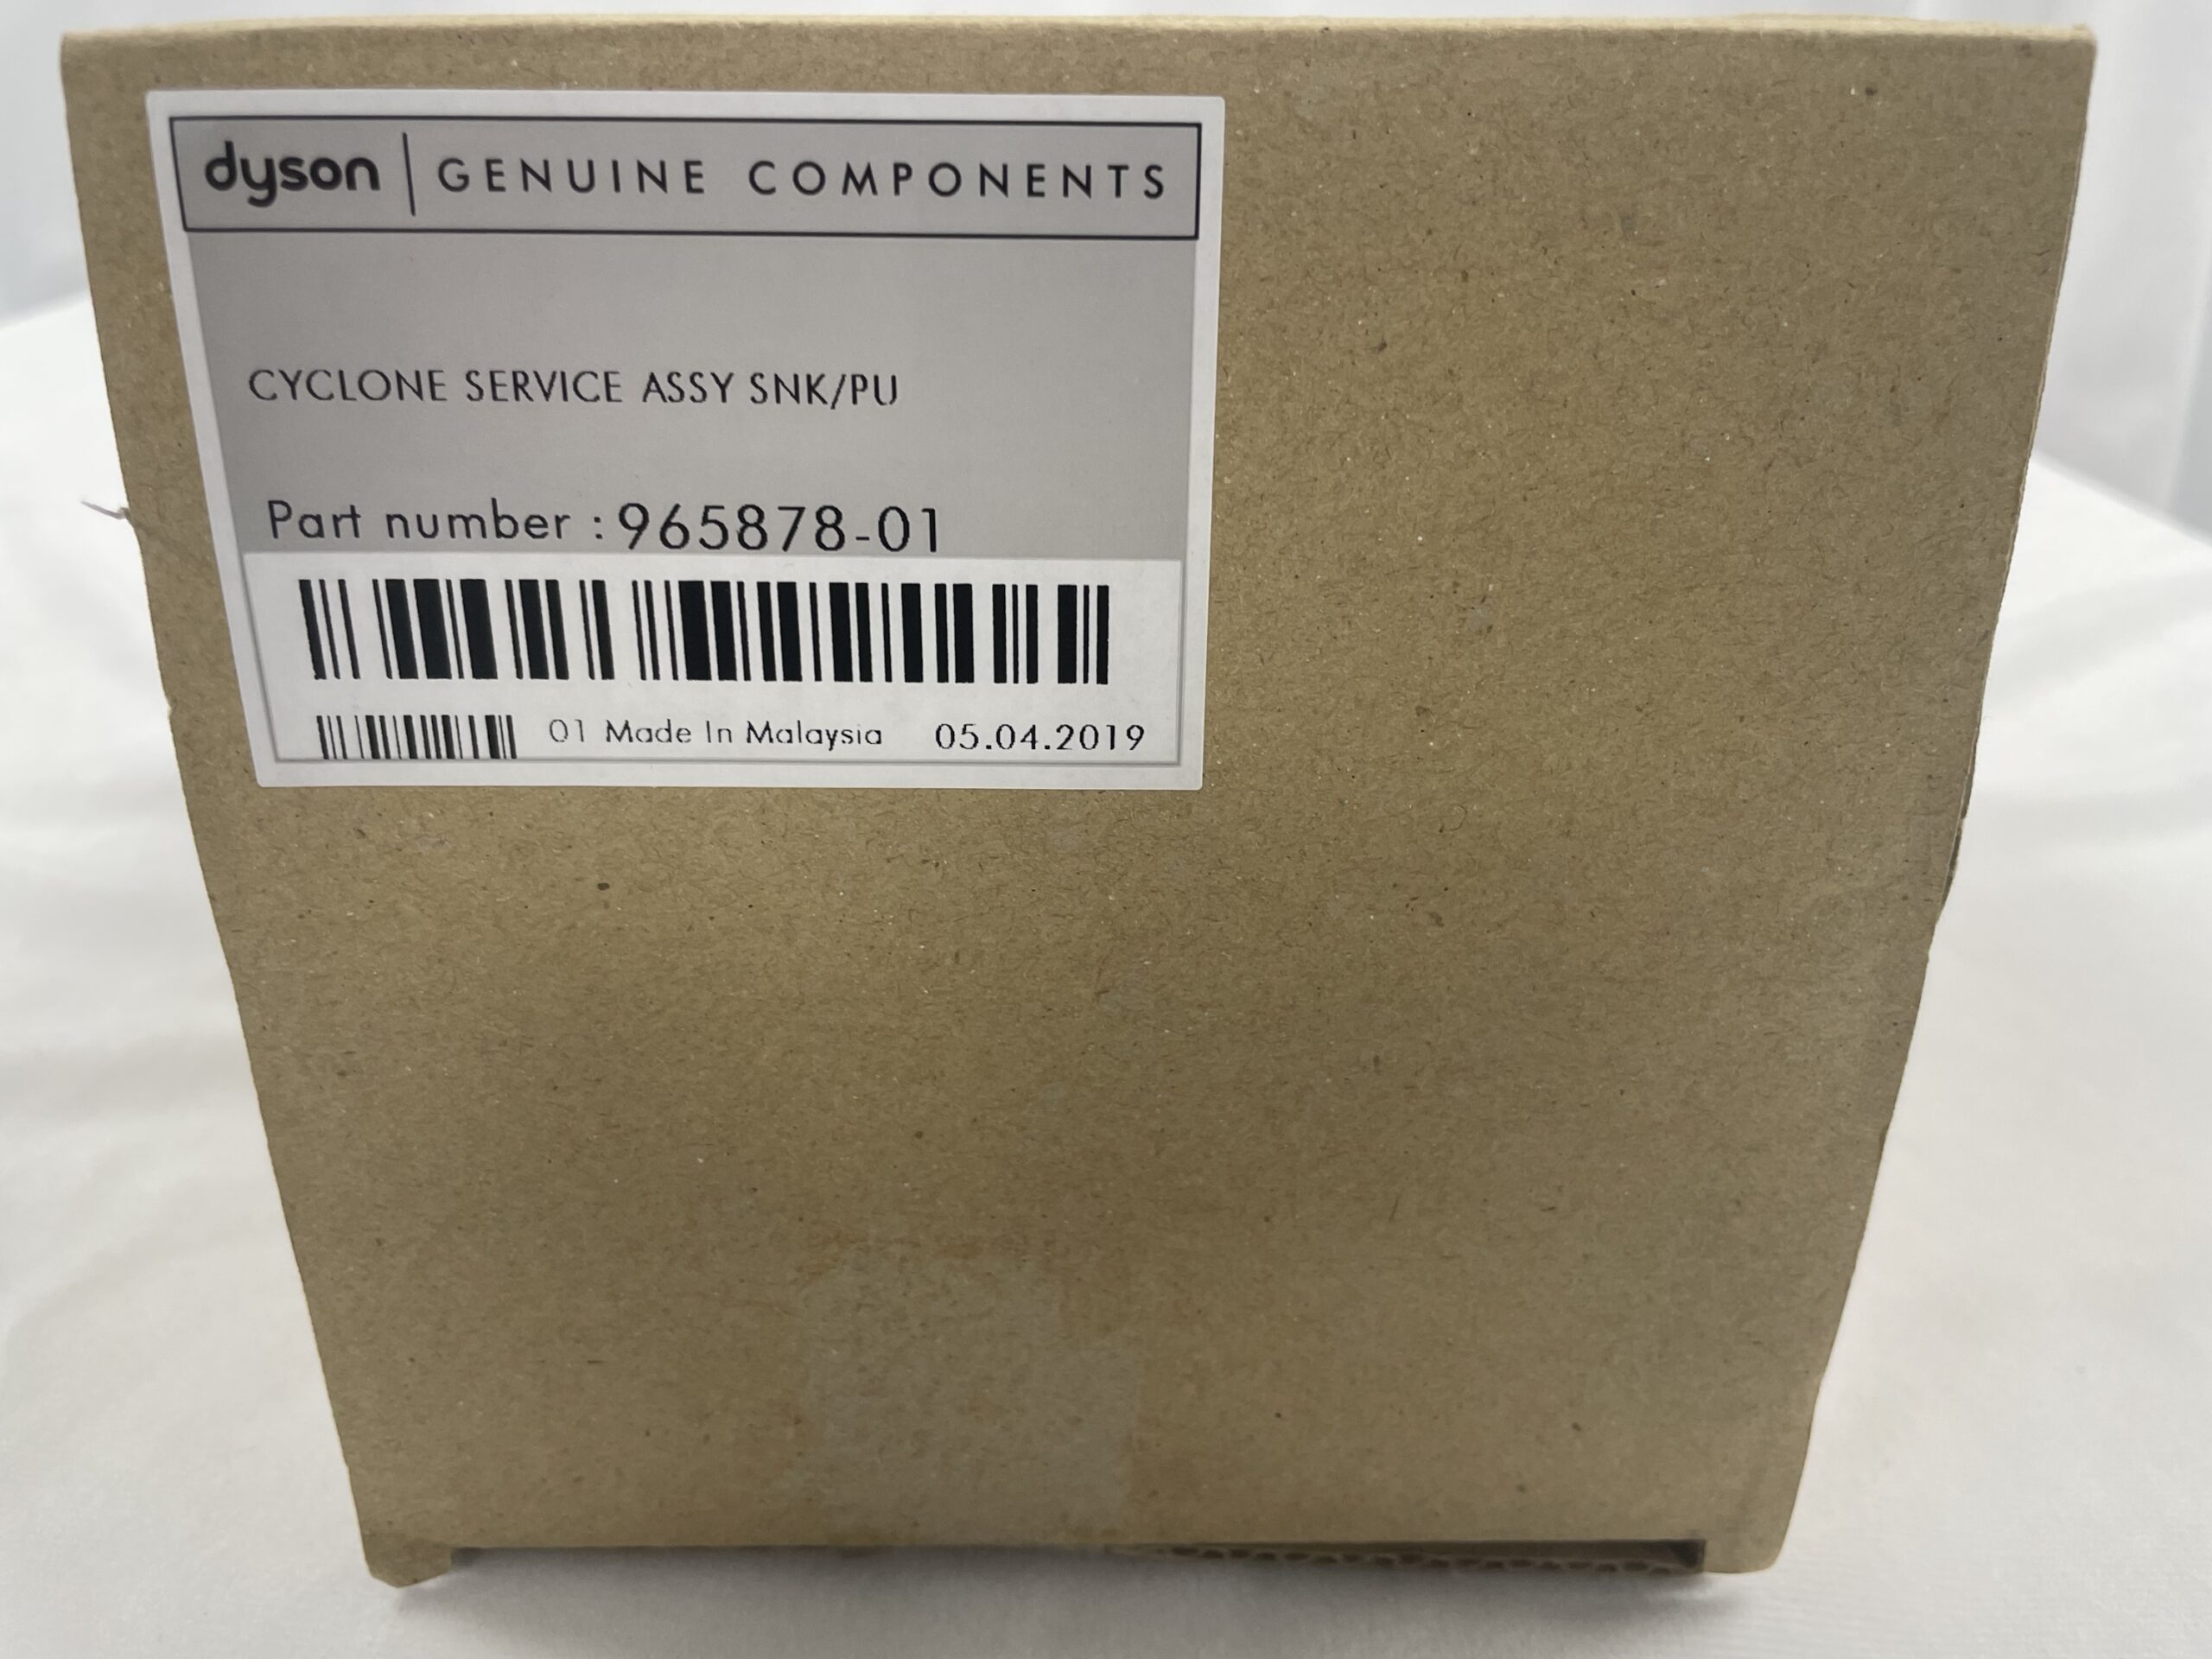 dyson | GENUINE COMPONENTS
CYCLONE SERVICE ASSY SNK/PU
Part number : 965878-01
01 Made In Malaysia 05.04.2019